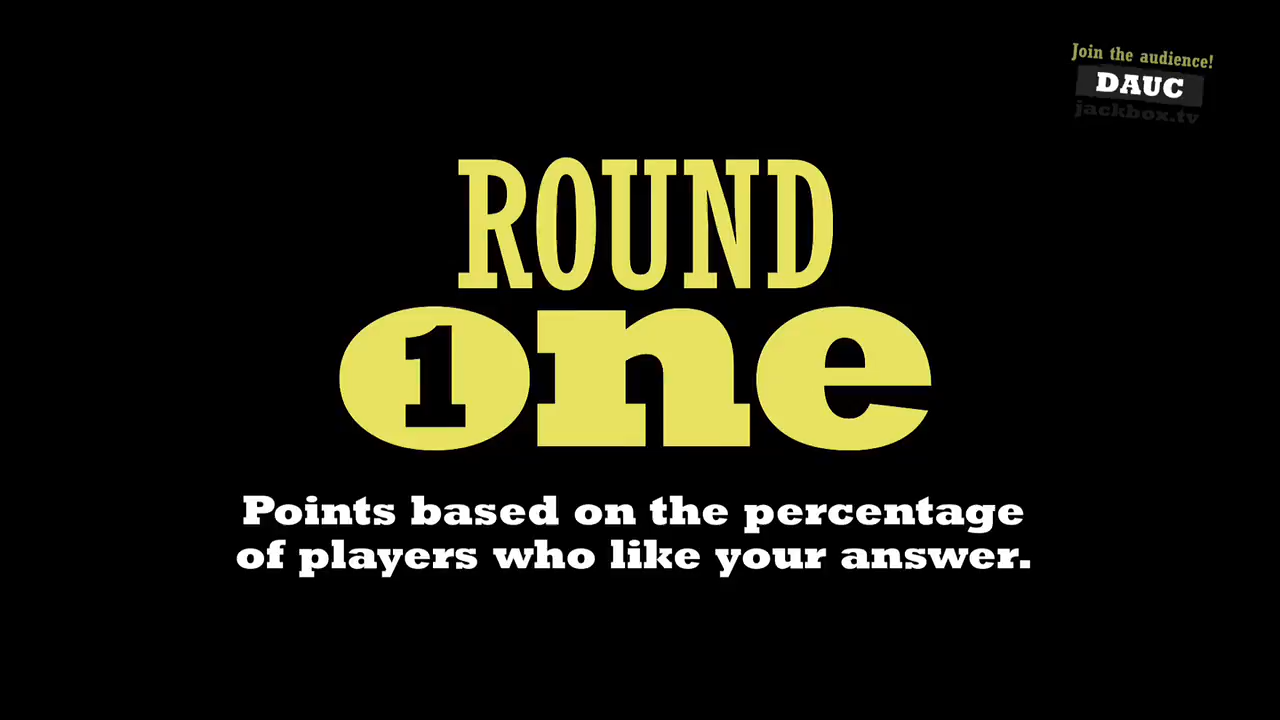 Join the audience!
DAUC
jackbox.tv
ROUND
One
1
Points based on the percentage
of players who like your answer.